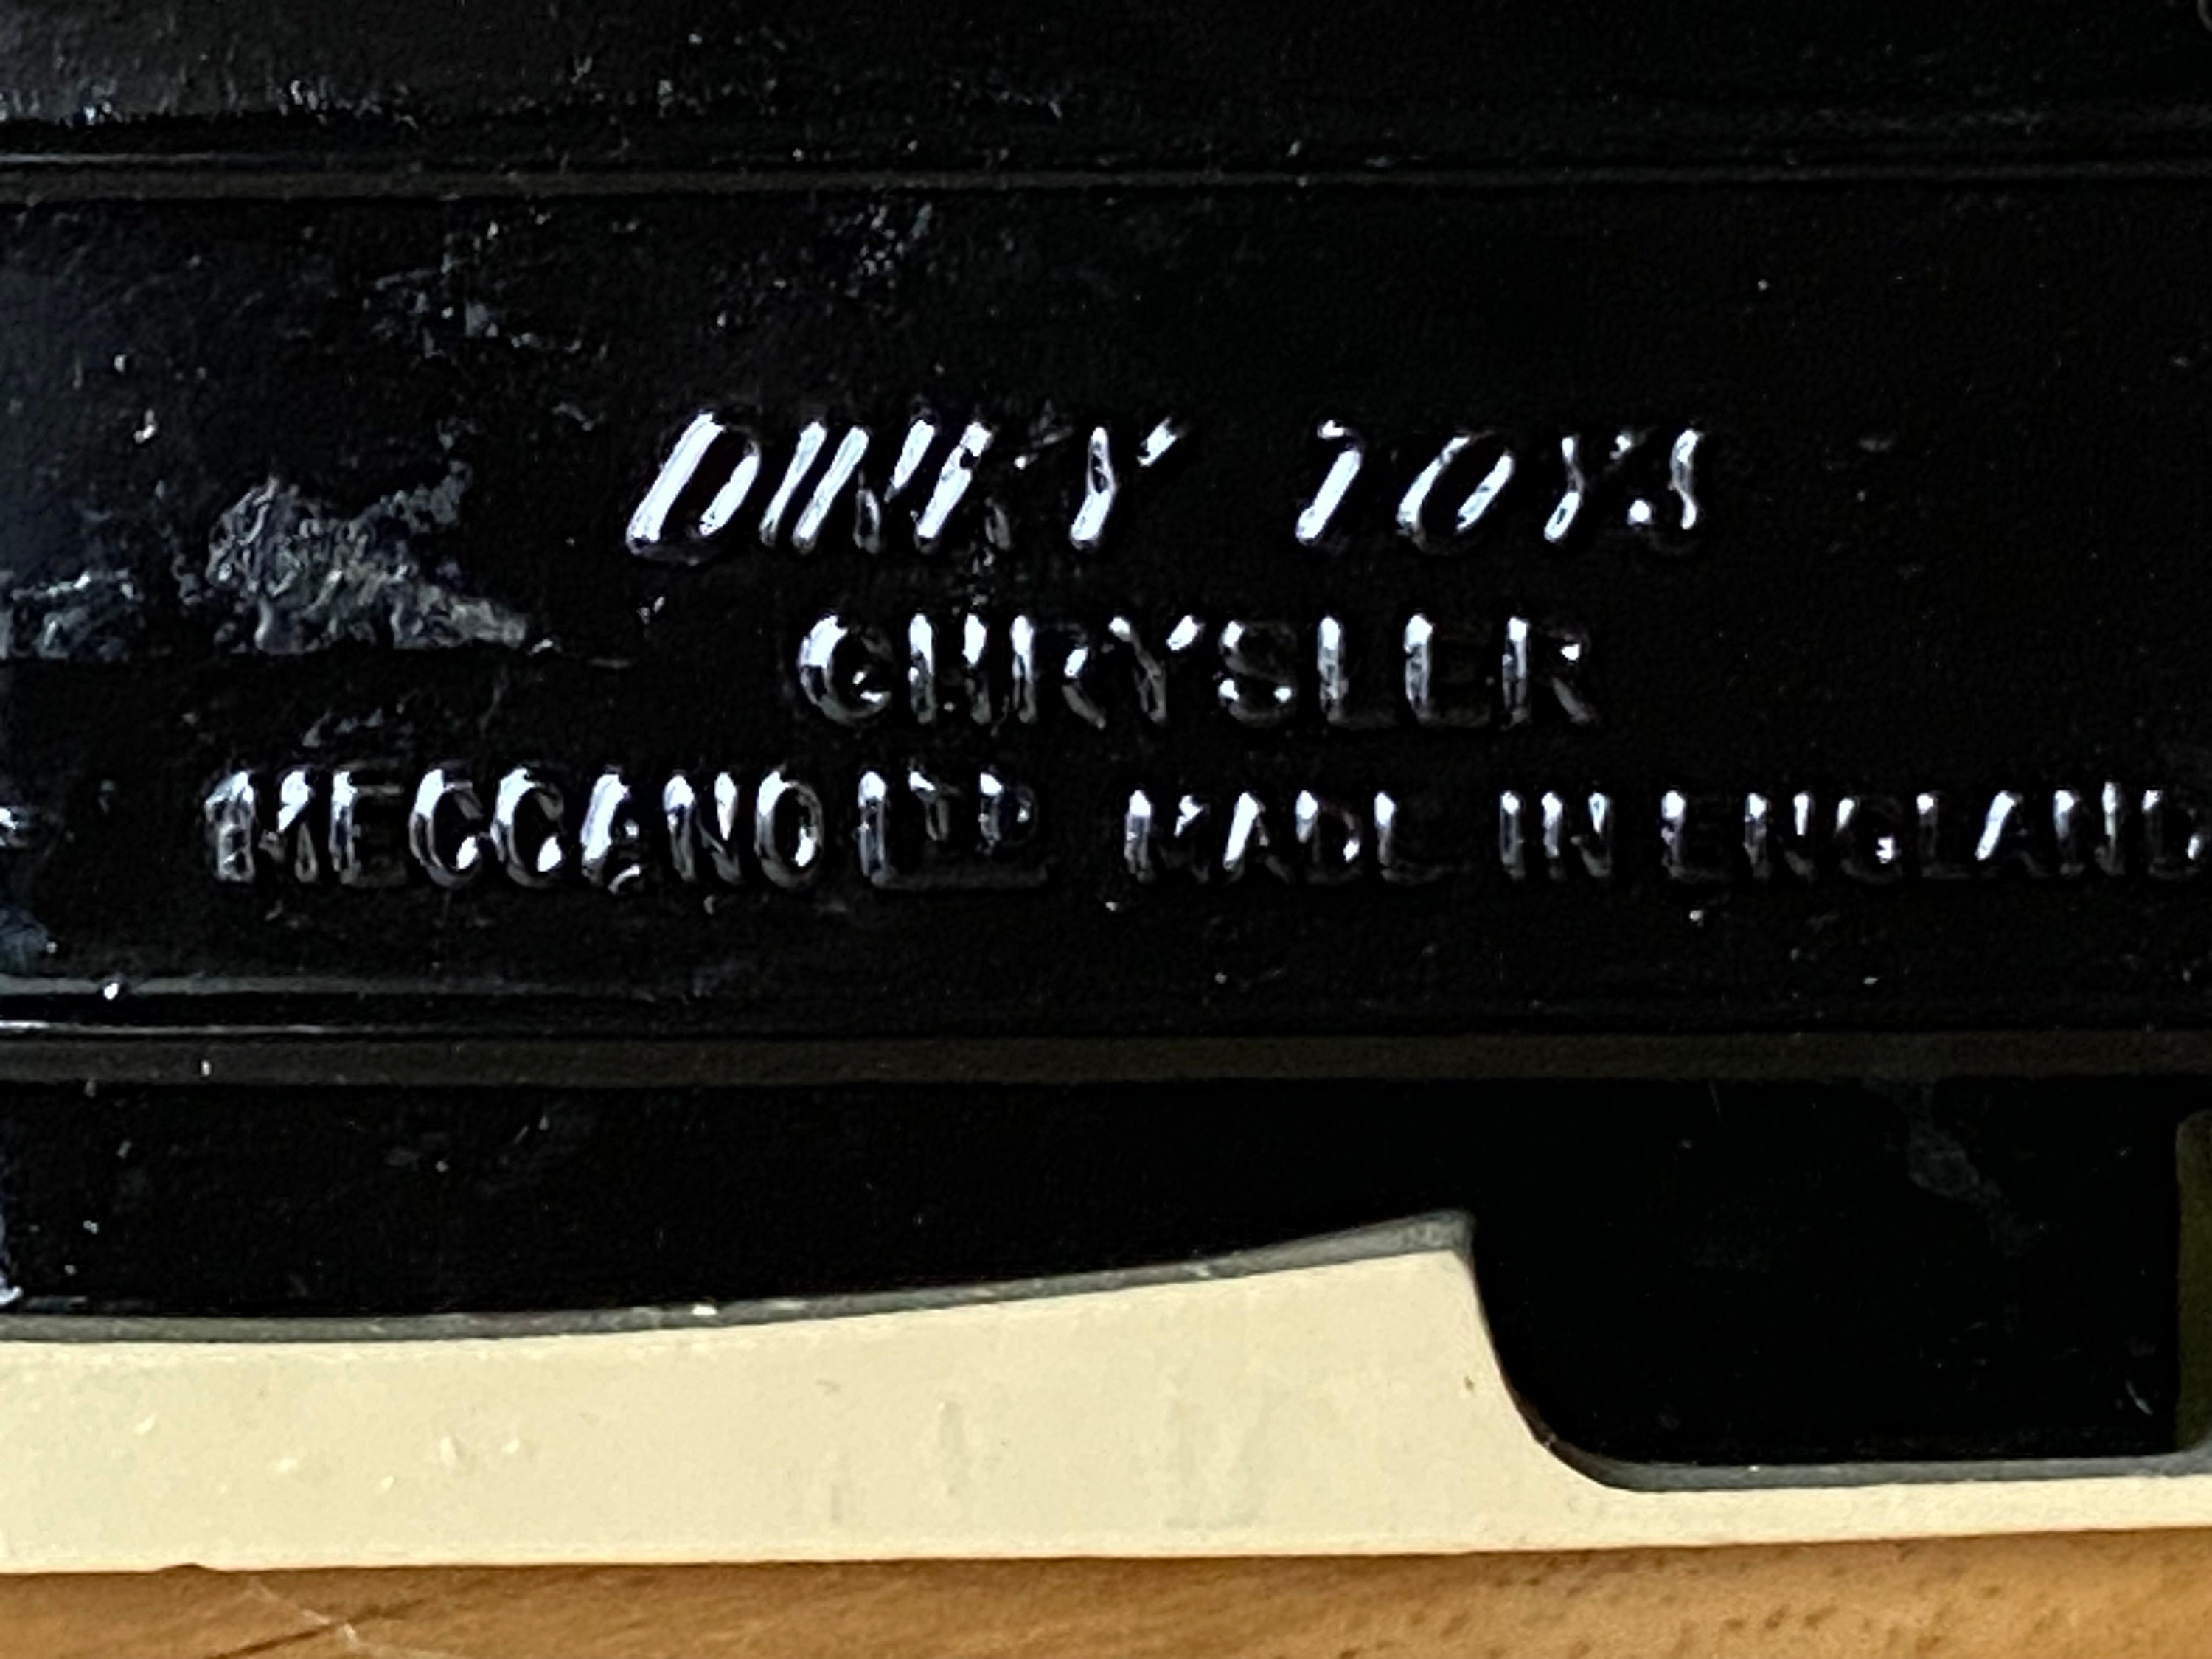 DINKY TOYS
CHRYSLER
MECCANO LTD MADE IN ENGLAND